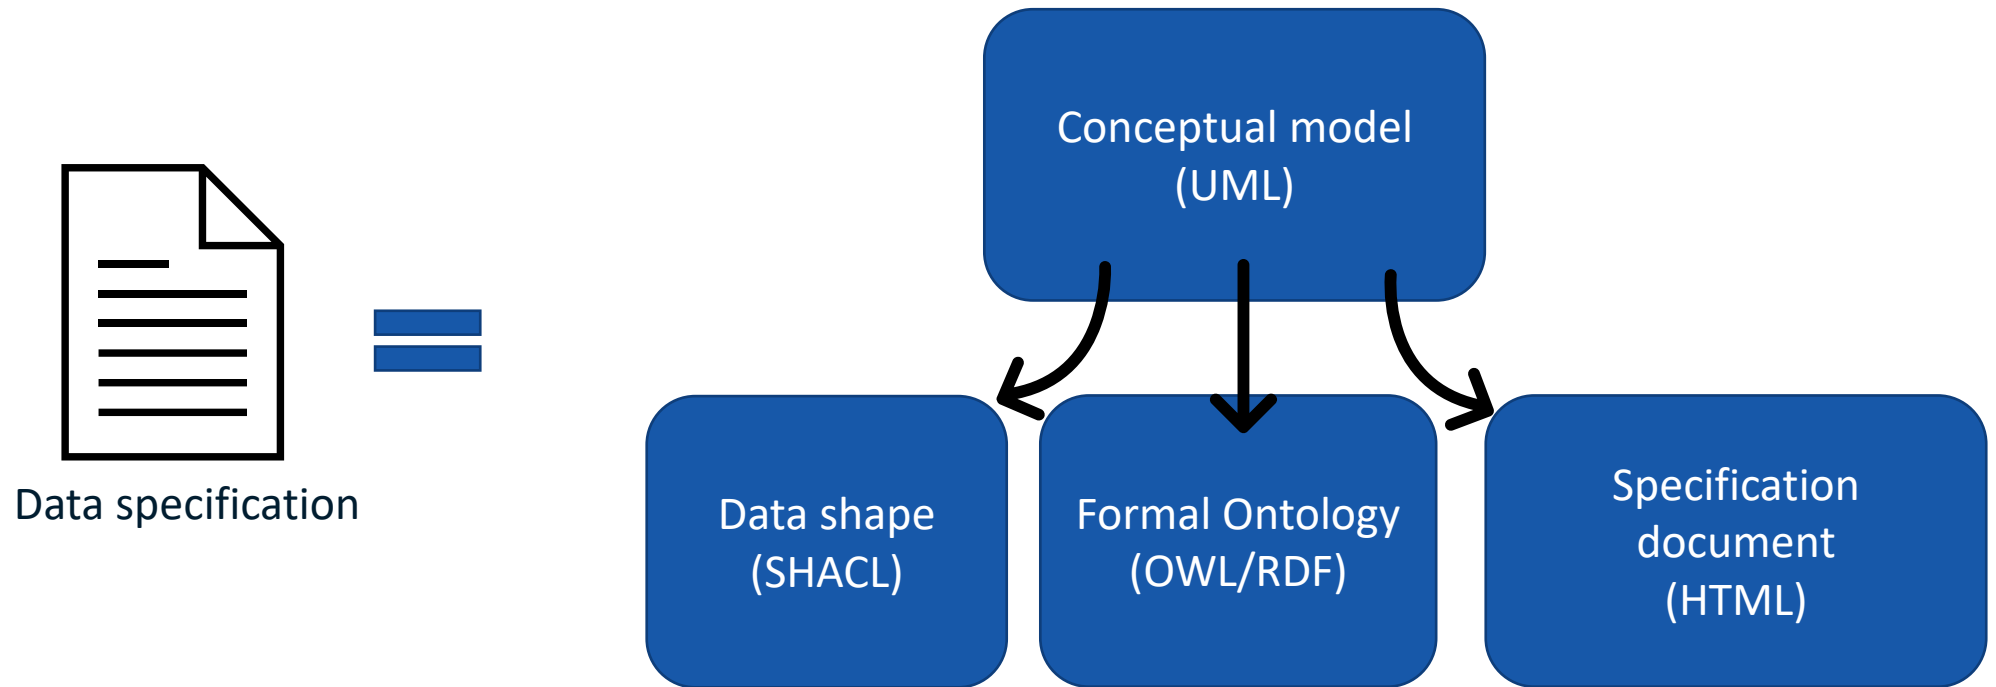 Conceptual model
(UML)
Data specification
Data shape
(SHACL)
Formal Ontology
(OWL/RDF)
Specification
document
(HTML)